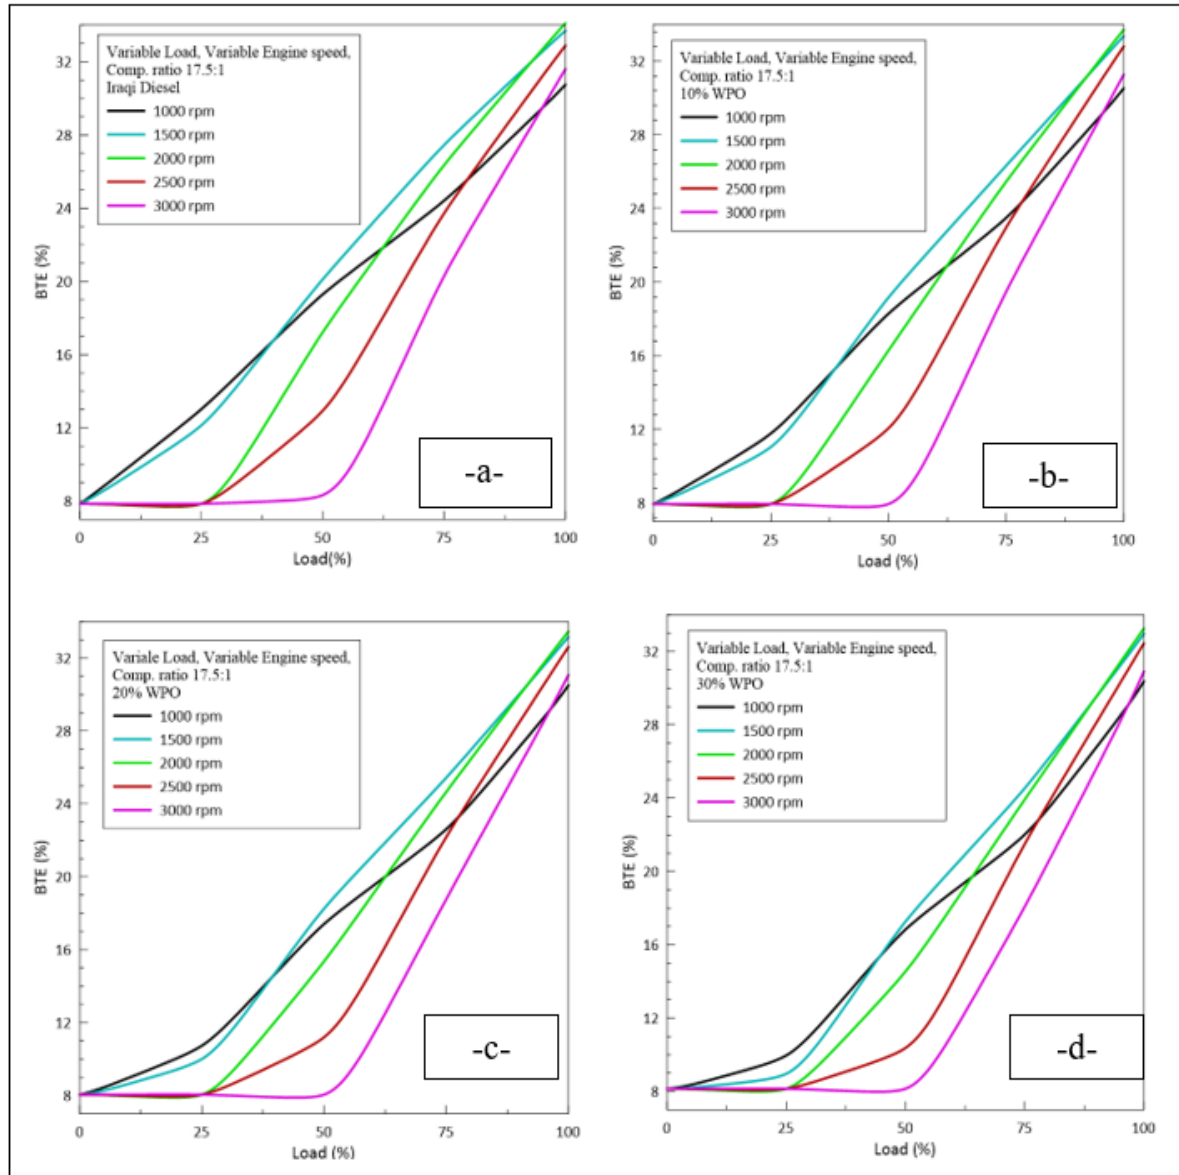 Variable Load, Variable Engine speed,
Comp. ratio 17.5:1
Iraqi Diesel
1000 rpm
1500 rpm
2000 rpm
2500 rpm
3000 rpm
32
28
24
20
16
12
8
BTE (%)
0 25 50 75 100
Load(%)
-a-
Variable Load, Variable Engine speed,
Comp. ratio 17.5:1
10% WPO
1000 rpm
1500 rpm
2000 rpm
2500 rpm
3000 rpm
32
28
24
20
16
12
8
BTE (%)
0 25 50 75 100
Load (%)
-b-
Variale Load, Variable Engine speed,
Comp. ratio 17.5:1
20% WPO
1000 rpm
1500 rpm
2000 rpm
2500 rpm
3000 rpm
32
28
24
20
16
12
8
BTE (%)
0 25 50 75 100
Load (%)
-c-
Variable Load, Variable Engine speed,
Comp. ratio 17.5:1
30% WPO
1000 rpm
1500 rpm
2000 rpm
2500 rpm
3000 rpm
32
28
24
20
16
12
8
BTE (%)
0 25 50 75 100
Load (%)
-d-